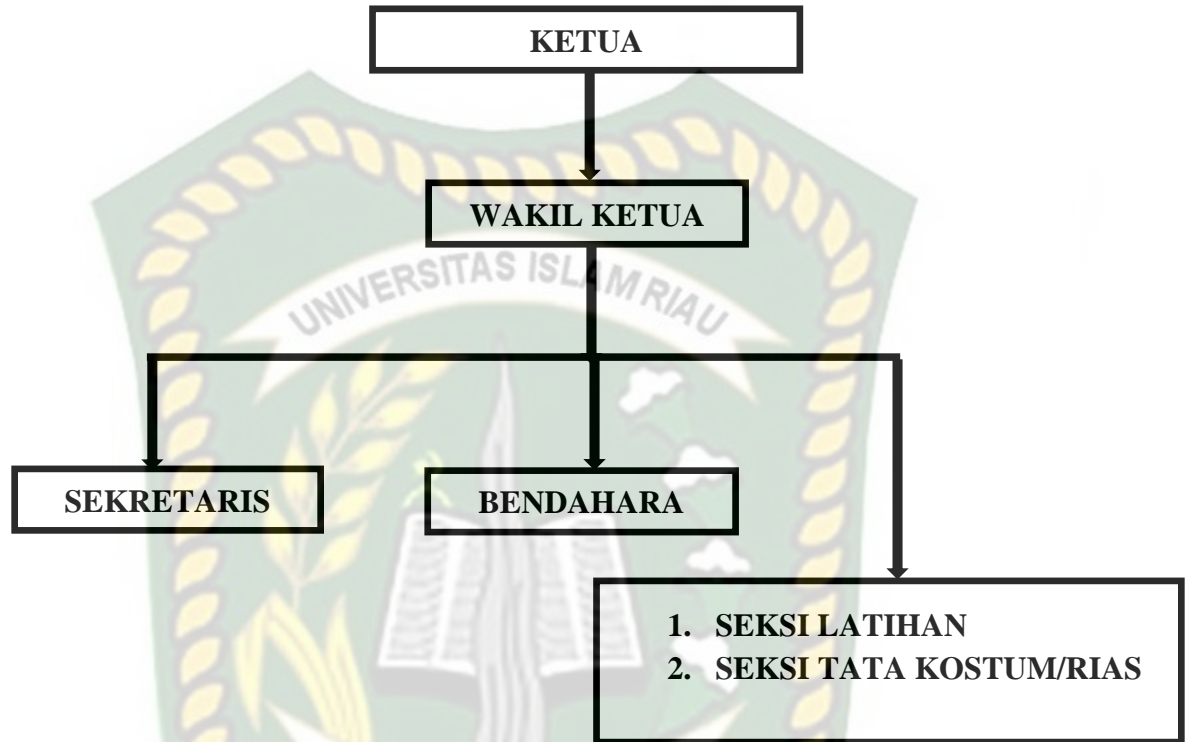 KETUA
WAKIL KETUA
UNIVERSITAS ISLAM RIAU
SEKRETARIS
BENDAHARA
1. SEKSI LATIHAN
2. SEKSI TATA KOSTUM/RIAS